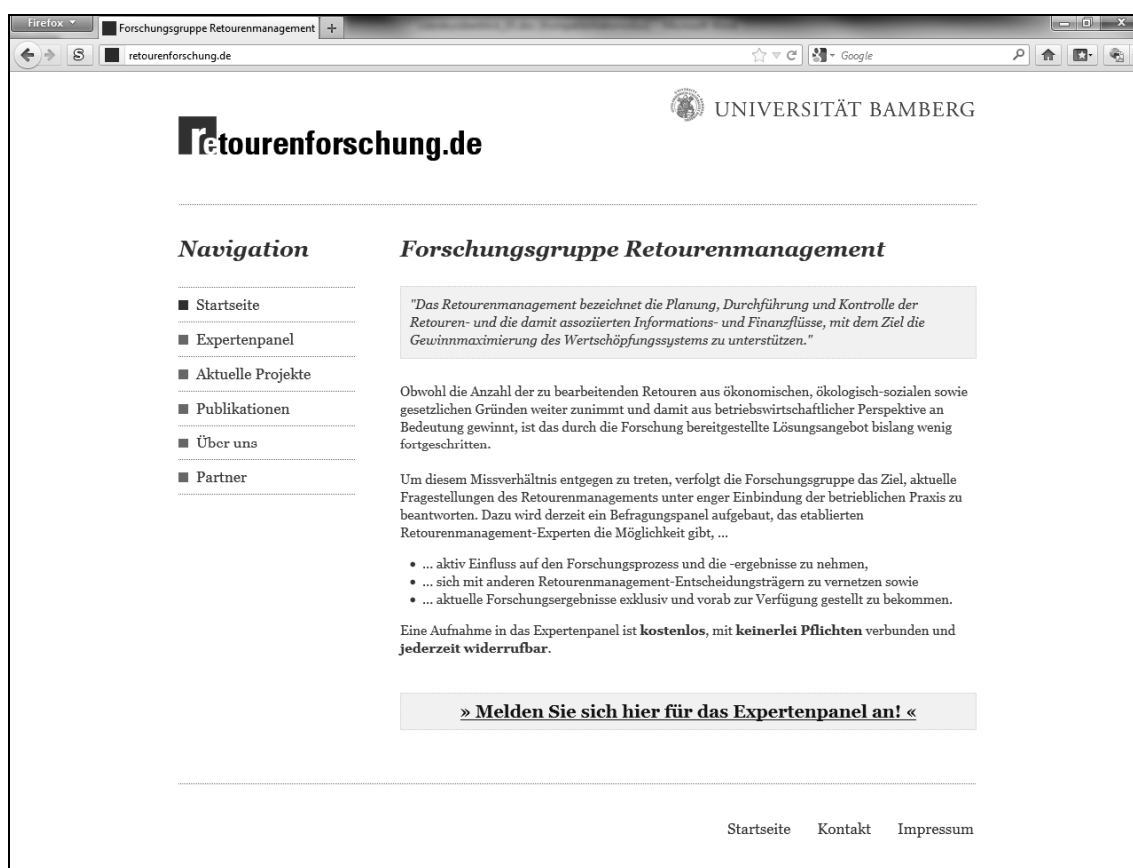 Firefox
Forschungsgruppe Retourenmanagement
retourenforschung.de
Google
UNIVERSITÄT BAMBERG
retourenforschung.de
Navigation
Startseite
Expertenpanel
Aktuelle Projekte
Publikationen
Über uns
Partner
Forschungsgruppe Retourenmanagement
"Das Retourenmanagement bezeichnet die Planung, Durchführung und Kontrolle der
Retouren- und die damit assoziierten Informations- und Finanzflüsse, mit dem Ziel die
Gewinnmaximierung des Wertschöpfungssystems zu unterstützen."
Obwohl die Anzahl der zu bearbeitenden Retouren aus ökonomischen, ökologisch-sozialen sowie
gesetzlichen Gründen weiter zunimmt und damit aus betriebswirtschaftlicher Perspektive an
Bedeutung gewinnt, ist das durch die Forschung bereitgestellte Lösungsangebot bislang wenig
fortgeschritten.
Um diesem Missverhältnis entgegen zu treten, verfolgt die Forschungsgruppe das Ziel, aktuelle
Fragestellungen des Retourenmanagements unter enger Einbindung der betrieblichen Praxis zu
beantworten. Dazu wird derzeit ein Befragungspanel aufgebaut, das etablierten
Retourenmanagement-Experten die Möglichkeit gibt, ...
• ... aktiv Einfluss auf den Forschungsprozess und die -ergebnisse zu nehmen,
• ... sich mit anderen Retourenmanagement-Entscheidungsträgern zu vernetzen sowie
• ... aktuelle Forschungsergebnisse exklusiv und vorab zur Verfügung gestellt zu bekommen.
Eine Aufnahme in das Expertenpanel ist kostenlos, mit keinerlei Pflichten verbunden und
jederzeit widerrufbar.
» Melden Sie sich hier für das Expertenpanel an! «
Startseite Kontakt Impressum